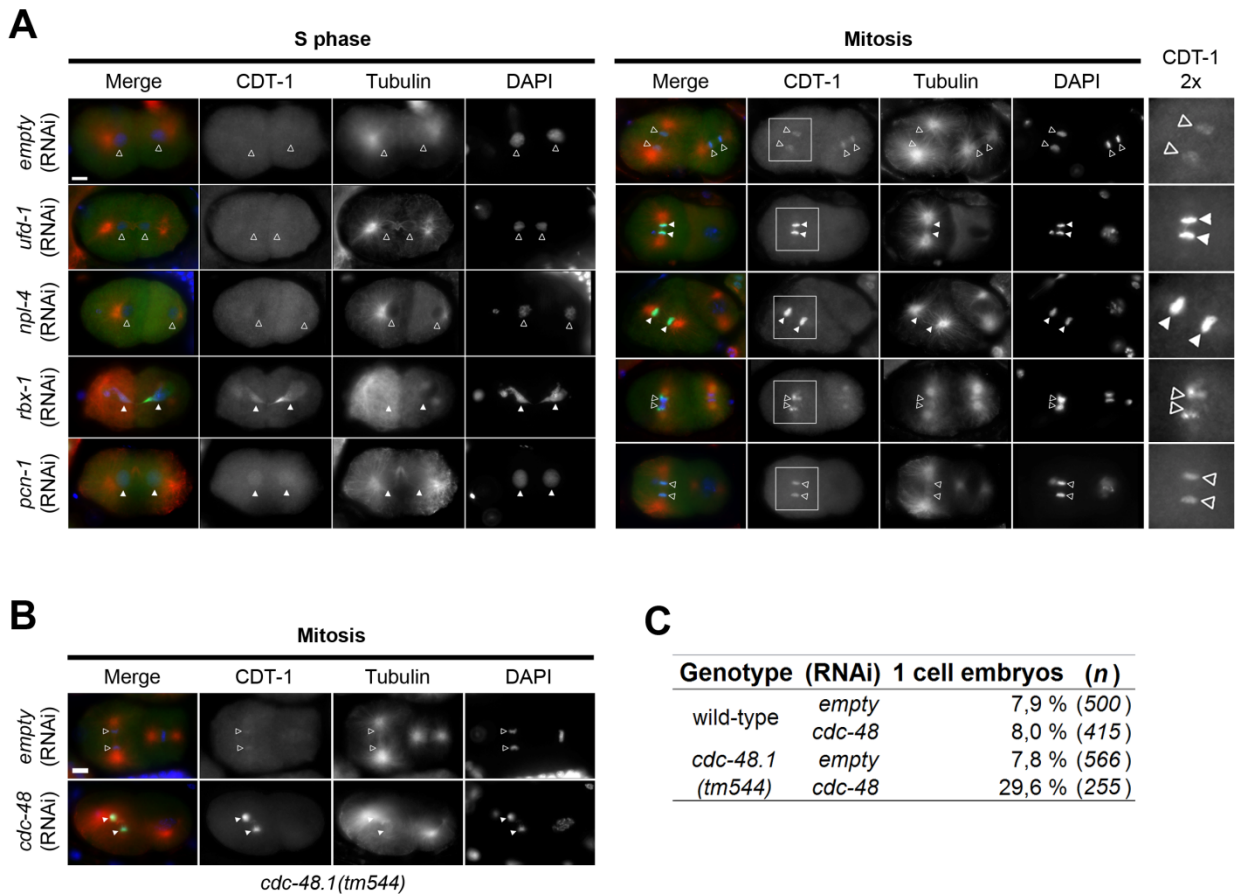 A
S phase
Mitosis
Merge CDT-1 Tubulin DAPI
Merge CDT-1 Tubulin DAPI
CDT-1
2x
empty
(RNAi)
ufd-1
(RNAi)
npl-4
(RNAi)
rbx-1
(RNAi)
pcn-1
(RNAi)
B
Mitosis
Merge CDT-1 Tubulin DAPI
empty
(RNAi)
cdc-48
(RNAi)
cdc-48.1(tm544)
C
Genotype (RNAi) 1 cell embryos (n)
wild-type empty 7,9 % (500)
cdc-48 8,0 % (415)
cdc-48.1 empty 7,8 % (566)
(tm544) cdc-48 29,6 % (255)